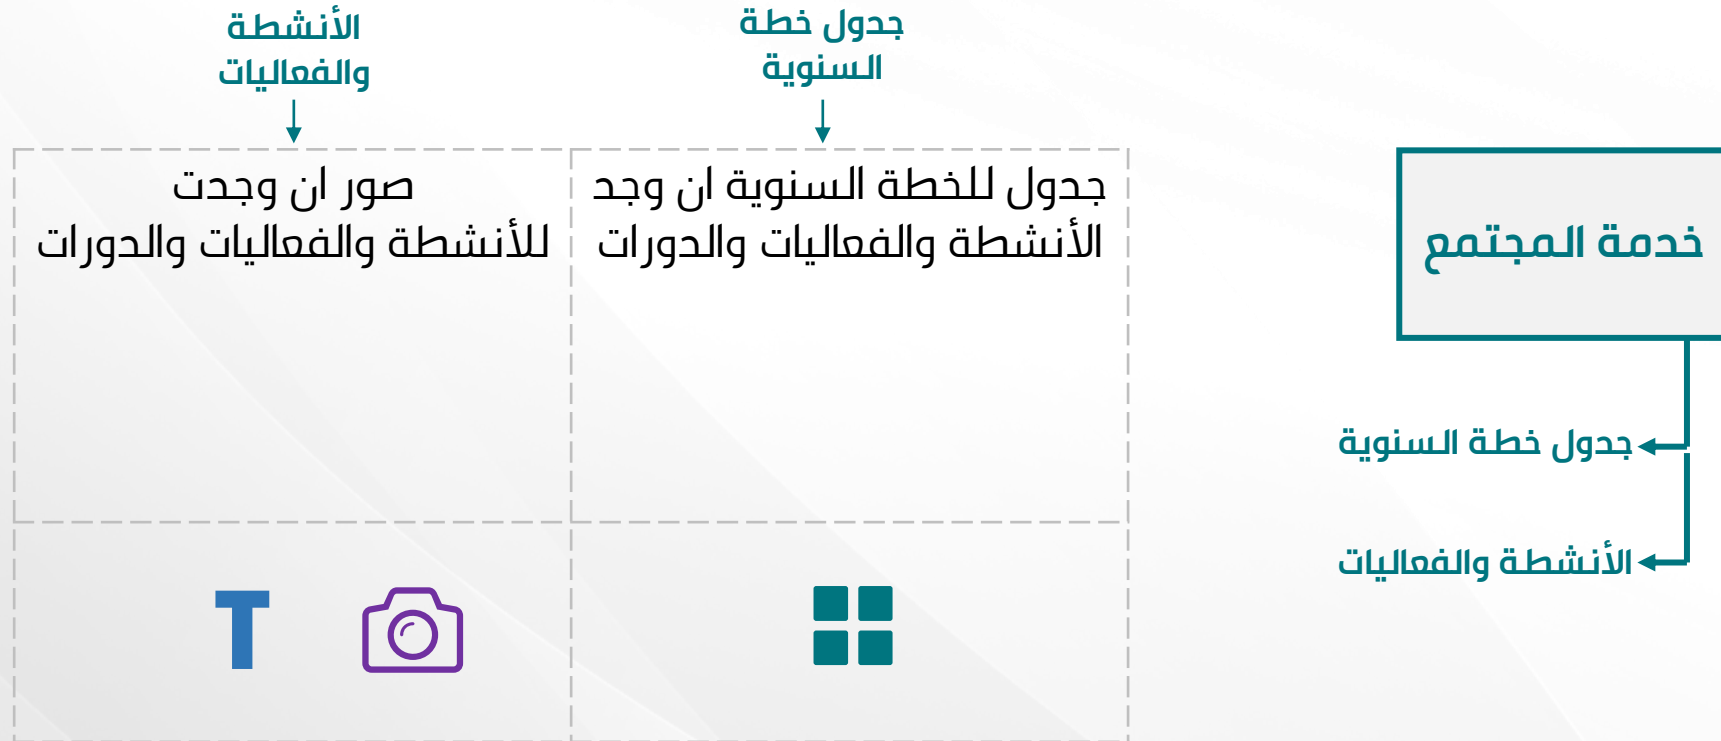 خدمة المجتمع
جدول خطة السنوية
الأنشطة والفعاليات
جدول خطة
السنوية
جدول للخطة السنوية ان وجد
الأنشطة والفعاليات والدورات
الأنشطة
والفعاليات
صور ان وجدت
للأنشطة والفعاليات والدورات
T